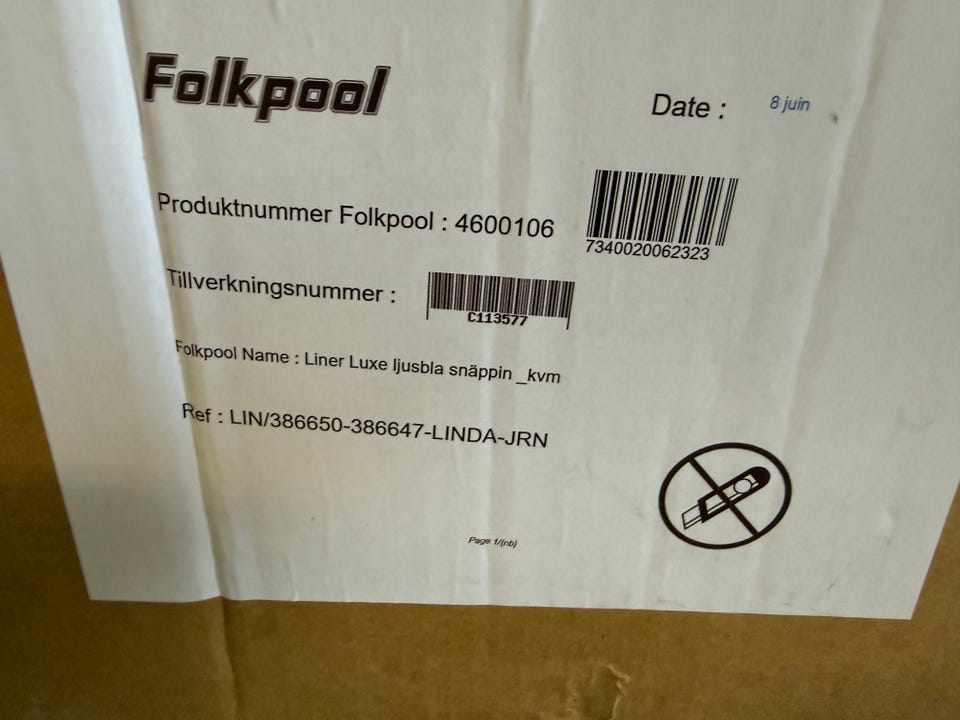 Folkpool
Date : 8 juin
Produktnummer Folkpool : 4600106
7340020062323
Tillverkningsnummer :
C113577
Folkpool Name : Liner Luxe ljusbla snäppin _kvm
Ref : LIN/386650-386647-LINDA-JRN
Page 1/{nb}